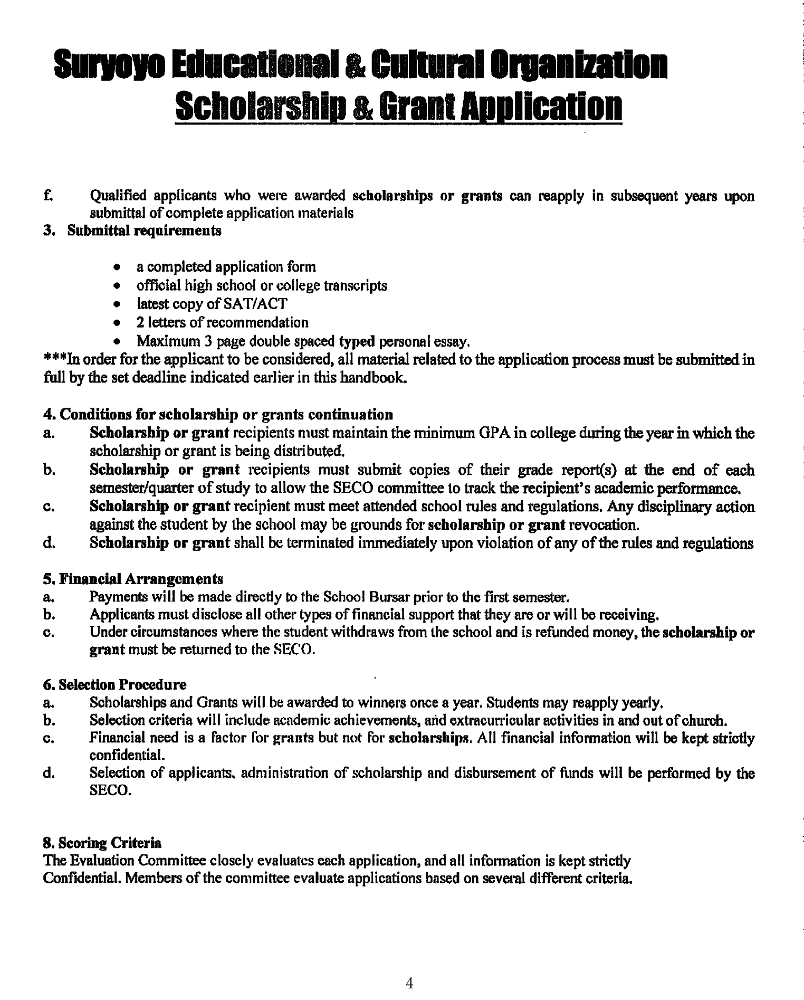 Suryoyo Educational & Cultural Organization
Scholarship & Grant Application
f. Qualified applicants who were awarded scholarships or grants can reapply in subsequent years upon
submittal of complete application materials
3. Submittal requirements
• a completed application form
• official high school or college transcripts
• latest copy of SAT/ACT
• 2 letters of recommendation
• Maximum 3 page double spaced typed personal essay.
***In order for the applicant to be considered, all material related to the application process must be submitted in
full by the set deadline indicated earlier in this handbook.
4. Conditions for scholarship or grants continuation
a. Scholarship or grant recipients must maintain the minimum GPA in college during the year in which the
scholarship or grant is being distributed.
b. Scholarship or grant recipients must submit copies of their grade report(s) at the end of each
semester/quarter of study to allow the SECO committee to track the recipient's academic performance.
c. Scholarship or grant recipient must meet attended school rules and regulations. Any disciplinary action
against the student by the school may be grounds for scholarship or grant revocation.
d. Scholarship or grant shall be terminated immediately upon violation of any of the rules and regulations
5. Financial Arrangements
a. Payments will be made directly to the School Bursar prior to the first semester.
b. Applicants must disclose all other types of financial support that they are or will be receiving.
c. Under circumstances where the student withdraws from the school and is refunded money, the scholarship or
grant must be returned to the SECO.
6. Selection Procedure
a. Scholarships and Grants will be awarded to winners once a year. Students may reapply yearly.
b. Selection criteria will include academic achievements, and extracurricular activities in and out of church.
c. Financial need is a factor for grants but not for scholarships. All financial information will be kept strictly
confidential.
d. Selection of applicants, administration of scholarship and disbursement of funds will be performed by the
SECO.
8. Scoring Criteria
The Evaluation Committee closely evaluates each application, and all information is kept strictly
Confidential. Members of the committee evaluate applications based on several different criteria.
4